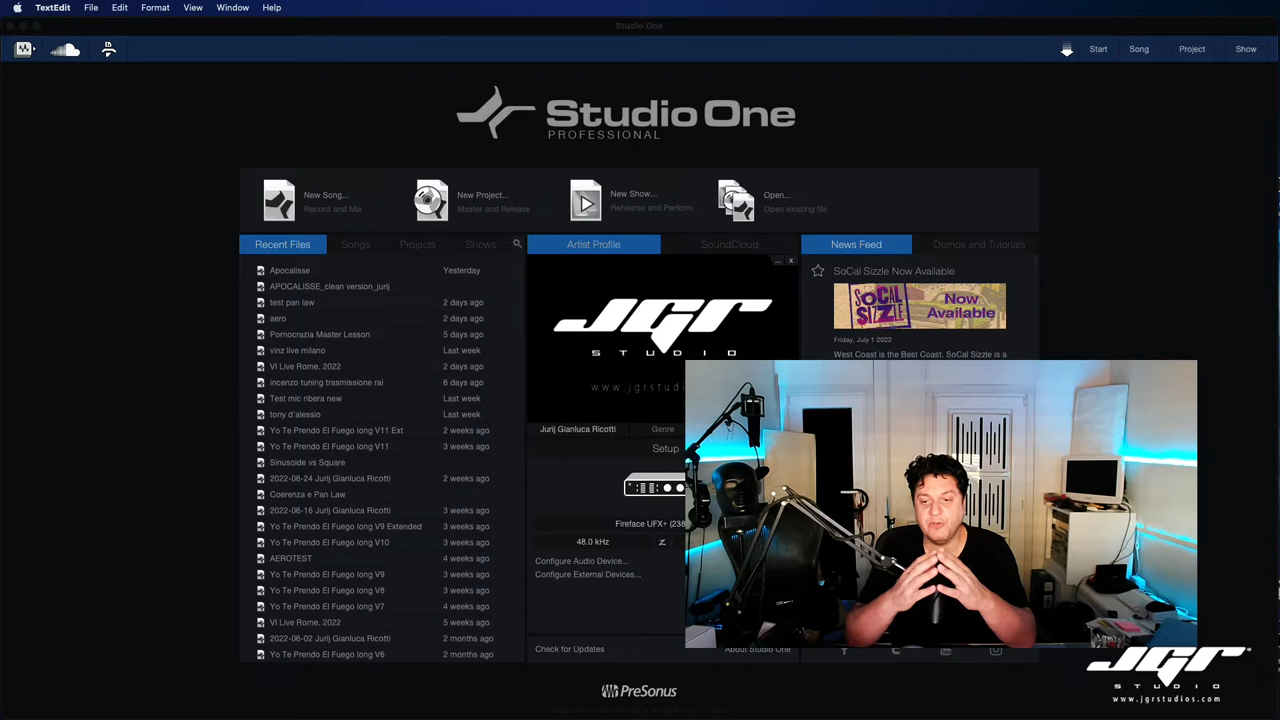 TextEdit File Edit Format View Window Help
Studio One
Start Song Project Show
Studio One
PROFESSIONAL
New Song...
Record and Mix
New Project...
Master and Release
New Show...
Rehearse and Perform
Open...
Open existing file
Recent Files Songs Projects Shows
Artist Profile SoundCloud
News Feed Demos and Tutorials
Apocalisse Yesterday
APOCALISSE_clean version_jurij
test pan law 2 days ago
aero 2 days ago
Pornocrazia Master Lesson 5 days ago
vinz live milano Last week
VI Live Rome. 2022 2 days ago
incenzo tuning trasmissione rai 6 days ago
Test mic ribera new Last week
tony d'alessio Last week
Yo Te Prendo El Fuego long V11 Ext 2 weeks ago
Yo Te Prendo El Fuego long V11 3 weeks ago
Sinusoide vs Square
2022-06-24 Jurij Gianluca Ricotti 2 weeks ago
Coerenza e Pan Law
2022-06-16 Jurij Gianluca Ricotti 3 weeks ago
Yo Te Prendo El Fuego long V9 Extended 3 weeks ago
Yo Te Prendo El Fuego long V10 3 weeks ago
AEROTEST 4 weeks ago
Yo Te Prendo El Fuego long V9 3 weeks ago
Yo Te Prendo El Fuego long V8 3 weeks ago
Yo Te Prendo El Fuego long V7 4 weeks ago
VI Live Rome. 2022 5 weeks ago
2022-06-02 Jurij Gianluca Ricotti 2 months ago
Yo Te Prendo El Fuego long V6 2 months ago
... x
JGR
STUDIO
www.jgrstudi
Jurij Gianluca Ricotti Genre
Setup
Fireface UFX+ (238
48.0 kHz
Configure Audio Device...
Configure External Devices...
Check for Updates About Studio One
SoCal Sizzle Now Available
SOCAL SIZZLE
Now
Available
Friday, July 1 2022
West Coast is the Best Coast. SoCal Sizzle is a
PreSonus
JGR
STUDIO
www.jgrstudios.com